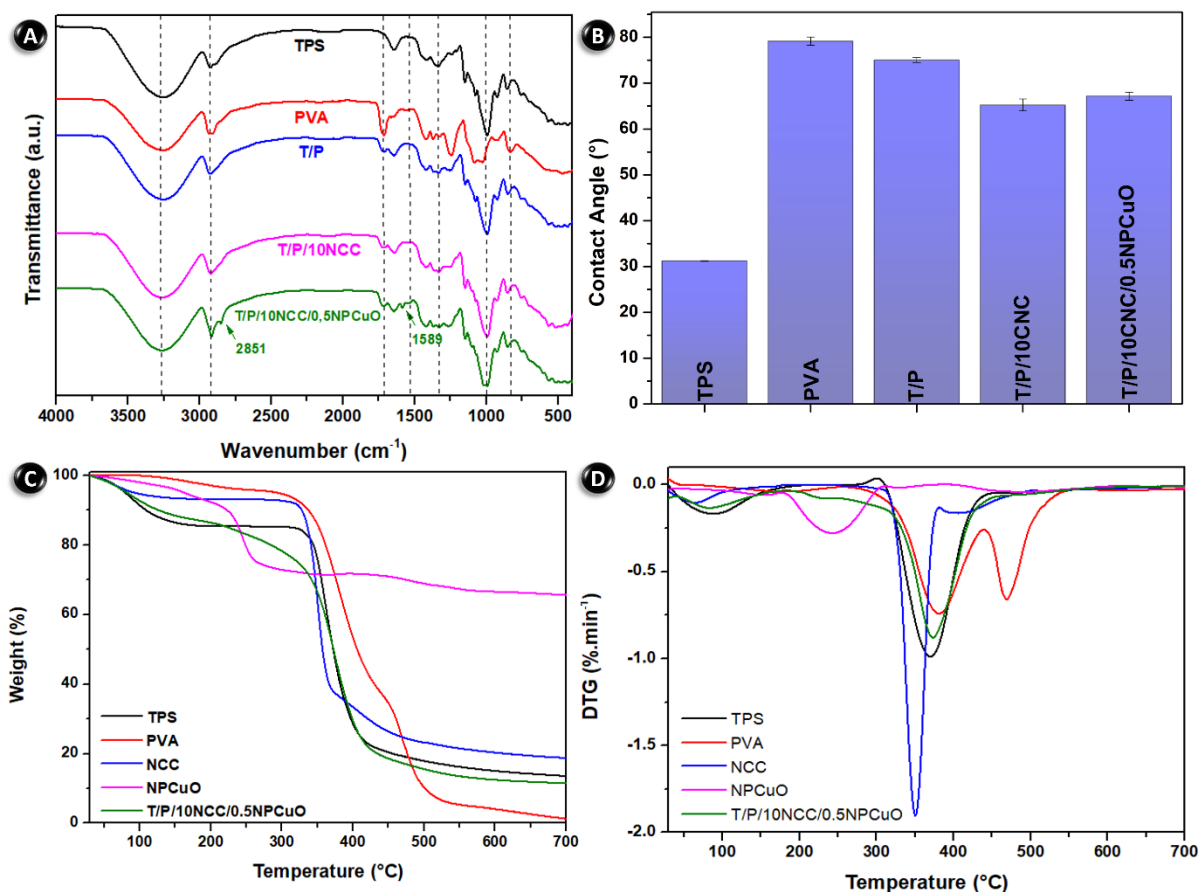 A
TPS
PVA
T/P
T/P/10NCC
T/P/10NCC/0,5NPCuO
2851
1589
Transmittance (a.u.)
4000 3500 3000 2500 2000 1500 1000 500
Wavenumber (cm⁻¹)
B
80
70
60
50
40
30
20
10
0
Contact Angle (°)
TPS
PVA
T/P
T/P/10CNC
T/P/10CNC/0.5NPCuO
C
100
80
60
40
20
0
Weight (%)
TPS
PVA
NCC
NPCuO
T/P/10NCC/0.5NPCuO
100 200 300 400 500 600 700
Temperature (°C)
D
0.0
-0.5
-1.0
-1.5
-2.0
DTG (%.min⁻¹)
TPS
PVA
NCC
NPCuO
T/P/10NCC/0.5NPCuO
100 200 300 400 500 600 700
Temperature (°C)